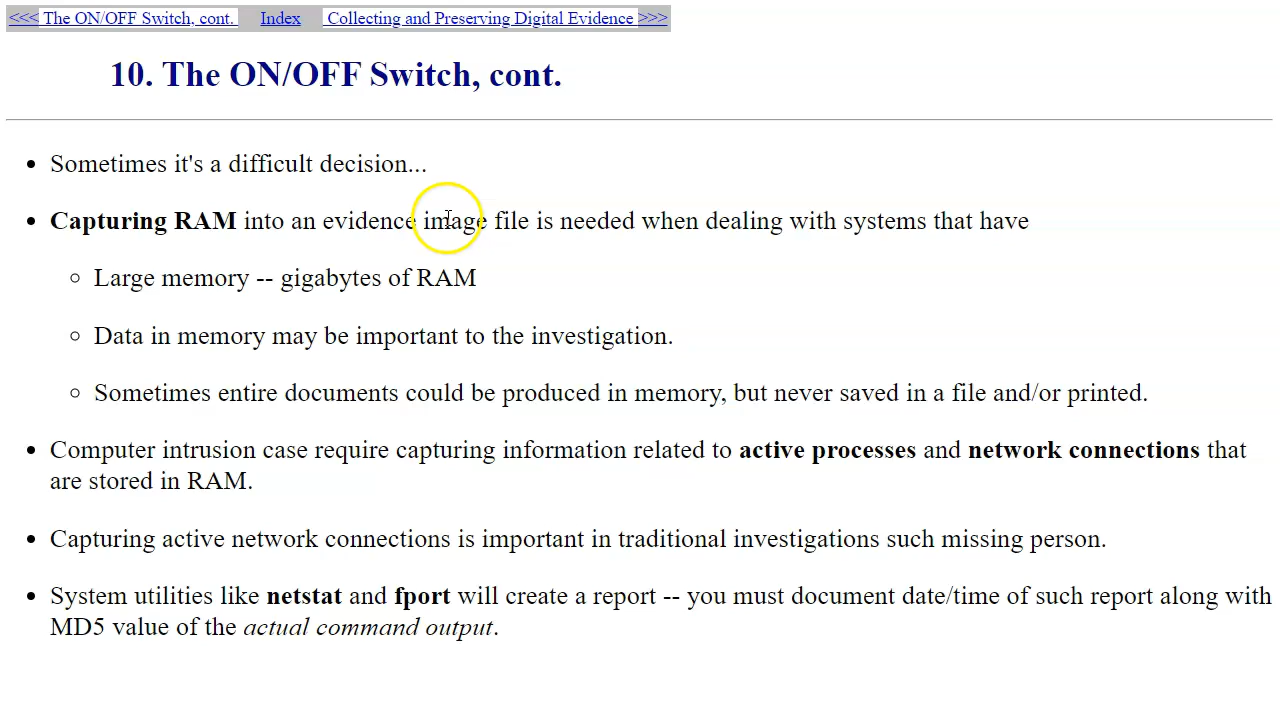 <<< The ON/OFF Switch, cont. Index Collecting and Preserving Digital Evidence >>>
10. The ON/OFF Switch, cont.
Sometimes it's a difficult decision...
Capturing RAM into an evidence image file is needed when dealing with systems that have
Large memory -- gigabytes of RAM
Data in memory may be important to the investigation.
Sometimes entire documents could be produced in memory, but never saved in a file and/or printed.
Computer intrusion case require capturing information related to active processes and network connections that
are stored in RAM.
Capturing active network connections is important in traditional investigations such missing person.
System utilities like netstat and fport will create a report -- you must document date/time of such report along with
MD5 value of the actual command output.